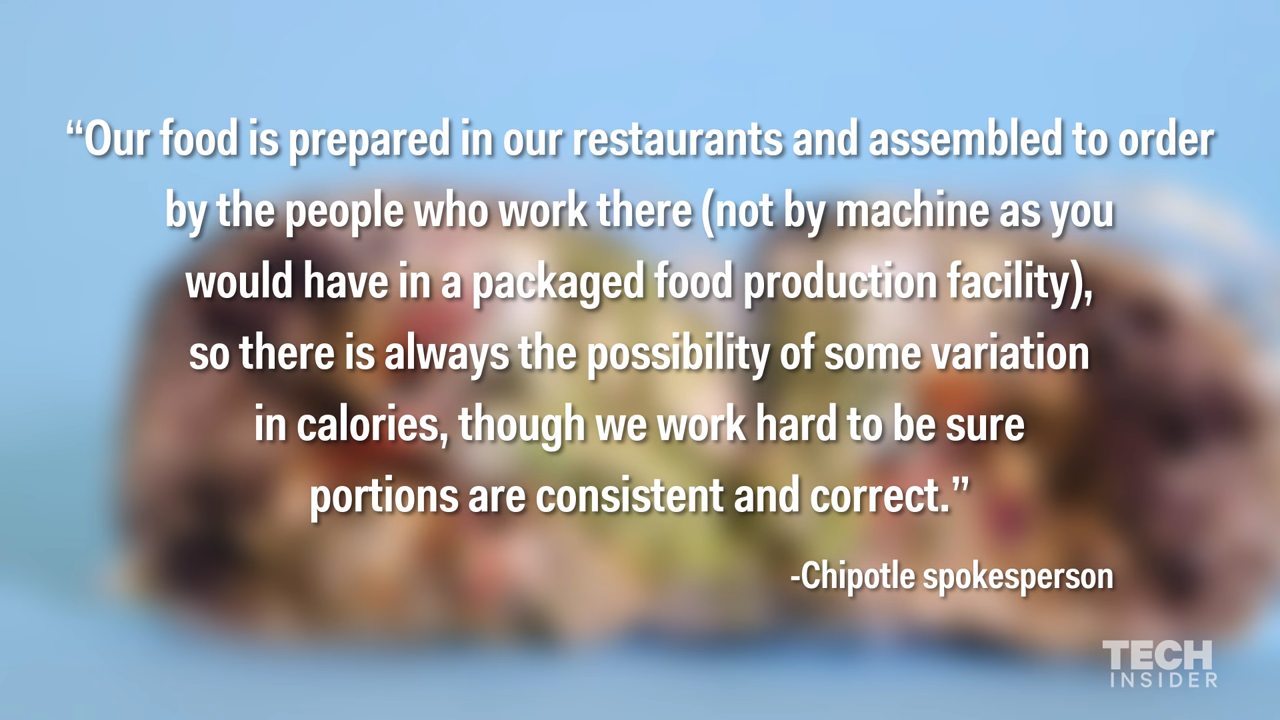 “Our food is prepared in our restaurants and assembled to order
by the people who work there (not by machine as you
would have in a packaged food production facility),
so there is always the possibility of some variation
in calories, though we work hard to be sure
portions are consistent and correct.”
-Chipotle spokesperson
TECH
INSIDER